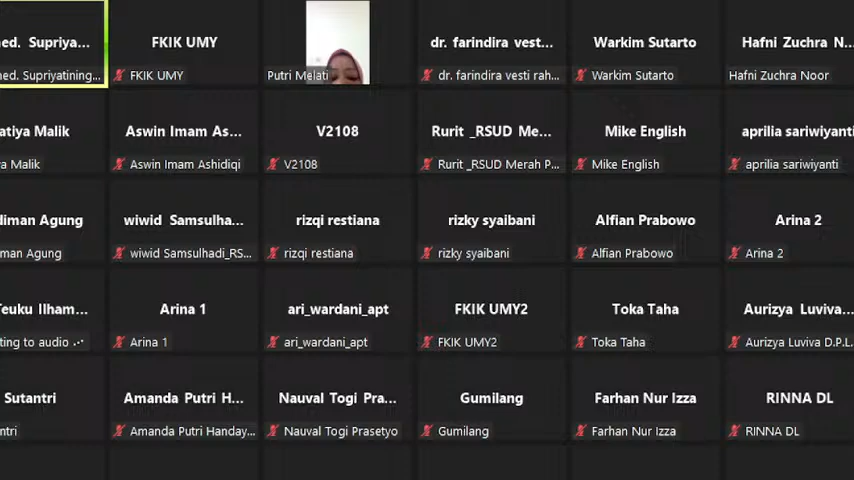 ed. Supriya... FKIK UMY dr. farindira vest... Warkim Sutarto Hafni Zuchra N...
ned. Supriyatining... FKIK UMY Putri Melati dr. farindira vesti rah... Warkim Sutarto Hafni Zuchra Noor
atiya Malik Aswin Imam As... V2108 Rurit _RSUD Me... Mike English aprilia sariwiyanti
ya Malik Aswin Imam Ashidiqi V2108 Rurit _RSUD Merah P... Mike English aprilia sariwiyanti
diman Agung wiwid Samsulha... rizqi restiana rizky syaibani Alfian Prabowo Arina 2
man Agung wiwid Samsulhadi_RS... rizqi restiana rizky syaibani Alfian Prabowo Arina 2
Teuku Ilham... Arina 1 ari_wardani_apt FKIK UMY2 Toka Taha Aurizya Luviva...
ting to audio ... Arina 1 ari_wardani_apt FKIK UMY2 Toka Taha Aurizya Luviva D.P.L.
Sutantri Amanda Putri H... Nauval Togi Pra... Gumilang Farhan Nur Izza RINNA DL
ntri Amanda Putri Handay... Nauval Togi Prasetyo Gumilang Farhan Nur Izza RINNA DL